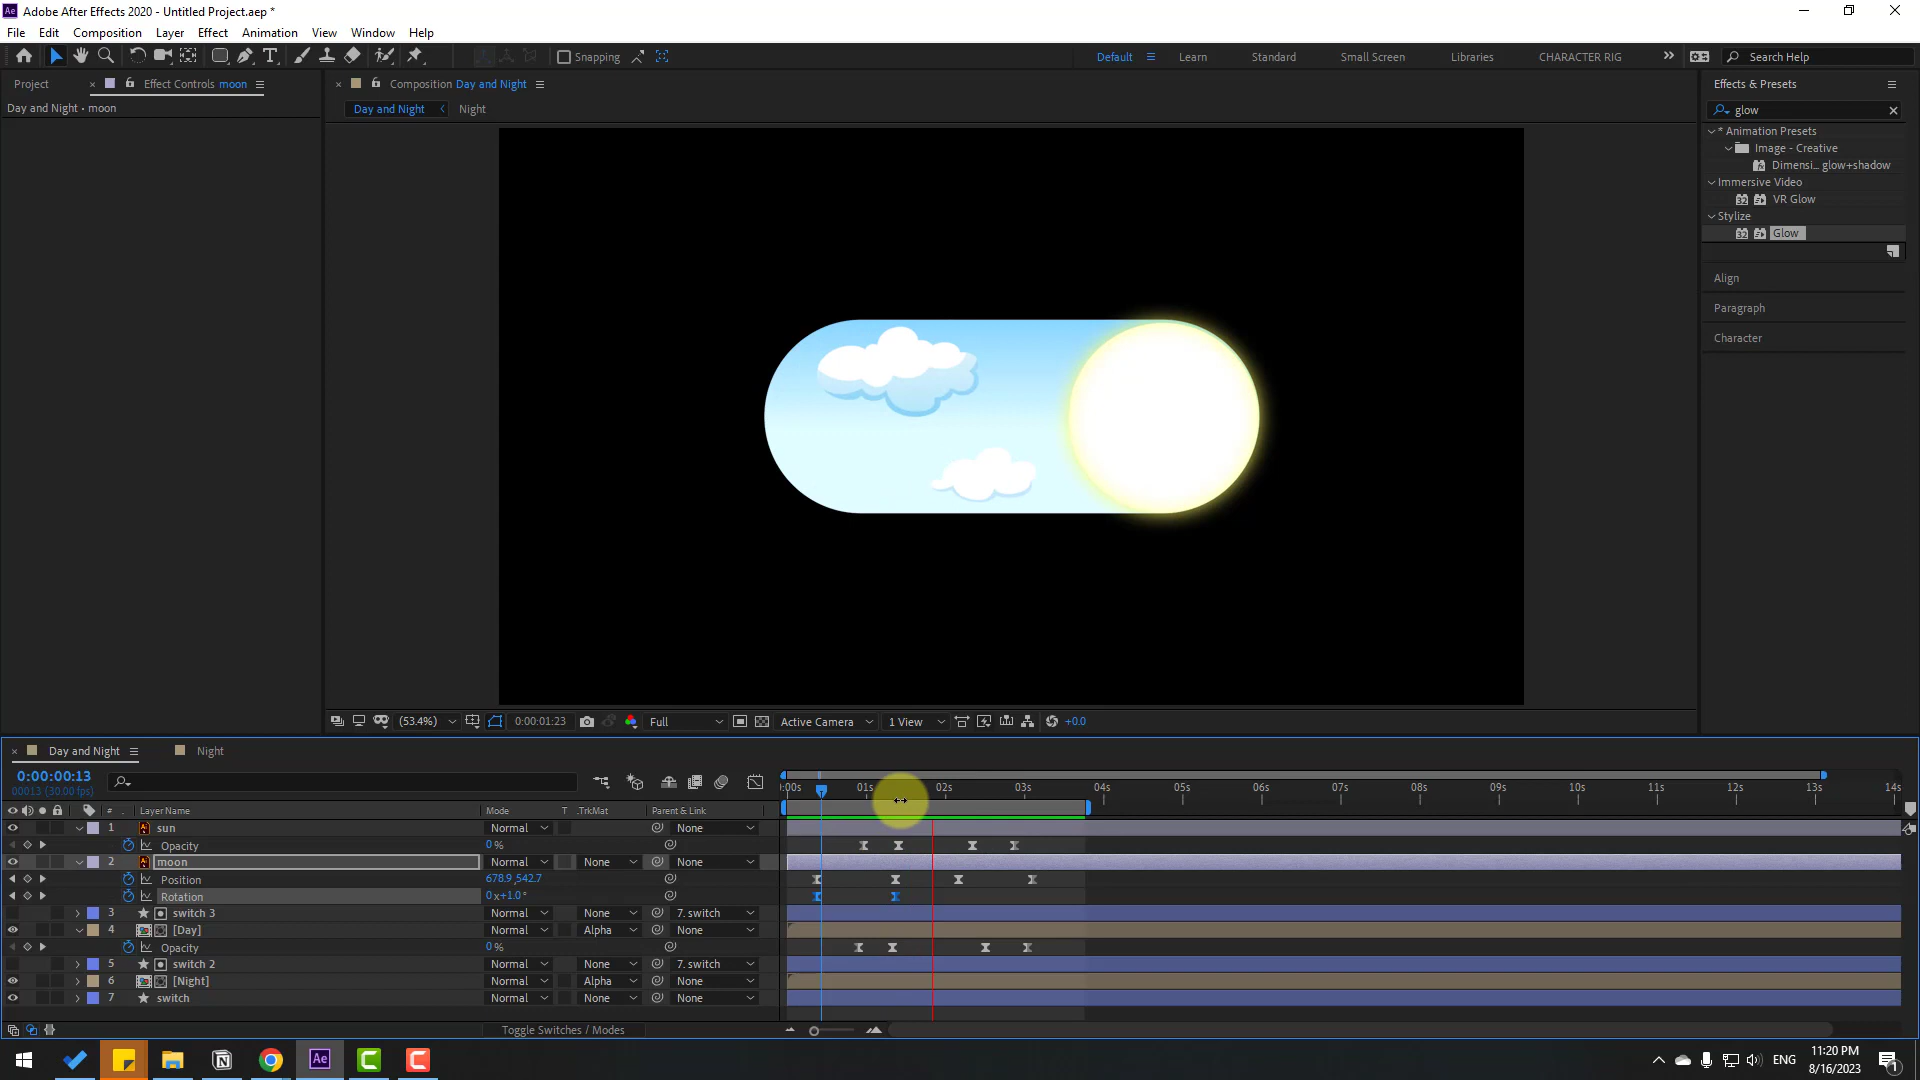 Adobe After Effects 2020 - Untitled Project.aep *
File Edit Composition Layer Effect Animation View Window Help
Snapping Default Learn Standard Small Screen Libraries CHARACTER RIG Search Help
Project Effect Controls moon
Day and Night • moon
Composition Day and Night
Day and Night Night
Effects & Presets
glow
* Animation Presets
Image - Creative
Dimensi... glow+shadow
Immersive Video
32 VR Glow
Stylize
32 Glow
Align
Paragraph
Character
(53.4%) 0:00:01:23 Full Active Camera 1 View +0.0
Day and Night Night
0:00:00:13
00013 (30.00 fps)
# Layer Name Mode T .TrkMat Parent & Link
:00s 01s 02s 03s 04s 05s 06s 07s 08s 09s 10s 11s 12s 13s 14s
1 sun Normal None
Opacity 0 %
2 moon Normal None None
Position 678.9,542.7
Rotation 0x+1.0°
3 switch 3 Normal None 7. switch
4 [Day] Normal Alpha None
Opacity 0 %
5 switch 2 Normal None 7. switch
6 [Night] Normal Alpha None
7 switch Normal None None
Toggle Switches / Modes
ENG
11:20 PM
8/16/2023
1